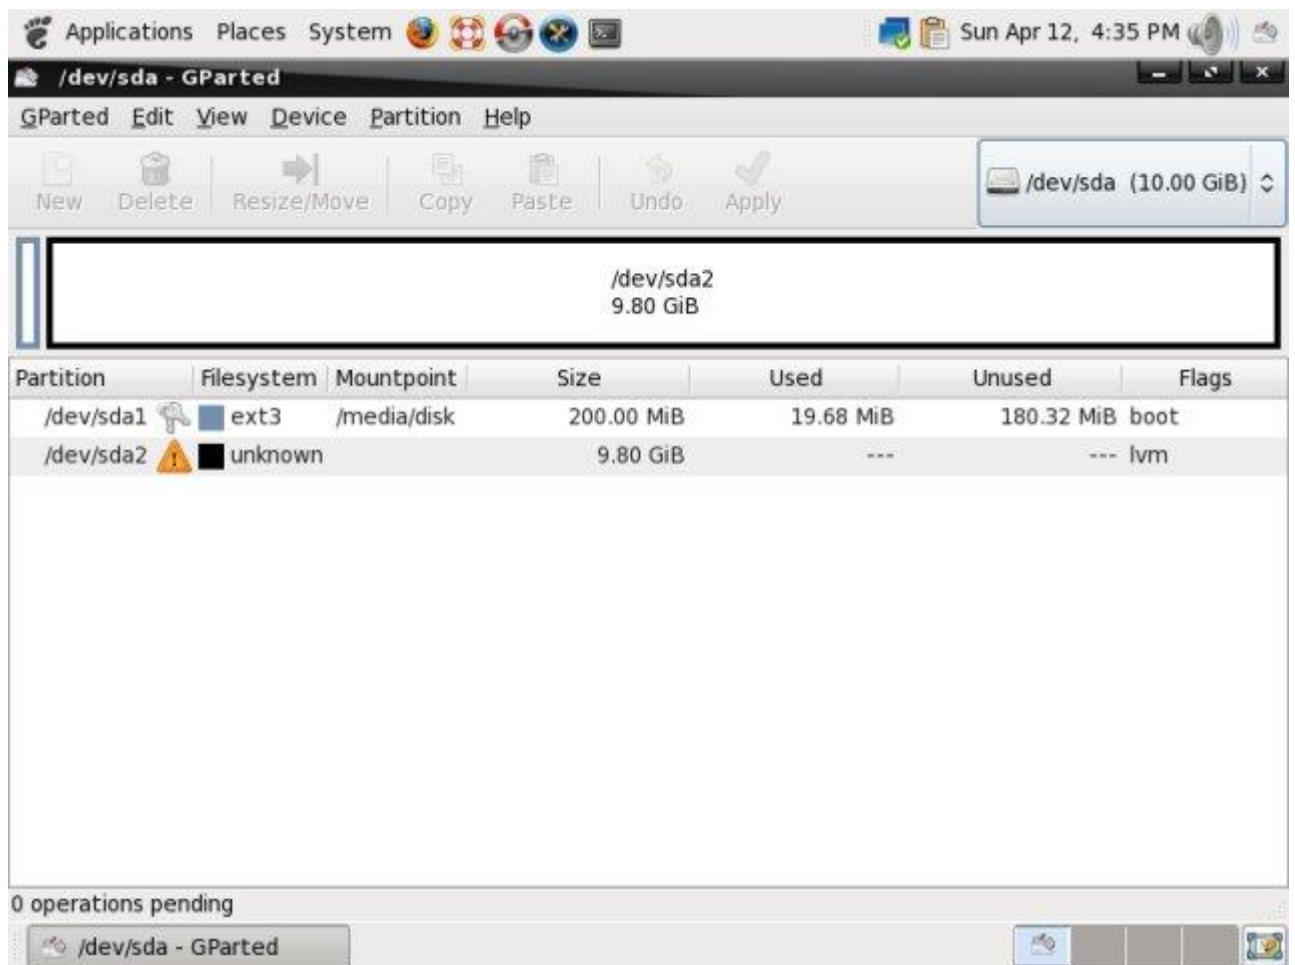 Applications Places System Sun Apr 12, 4:35 PM
/dev/sda - GParted
GParted Edit View Device Partition Help
New Delete Resize/Move Copy Paste Undo Apply /dev/sda (10.00 GiB)
/dev/sda2
9.80 GiB
Partition Filesystem Mountpoint Size Used Unused Flags
/dev/sda1 ext3 /media/disk 200.00 MiB 19.68 MiB 180.32 MiB boot
/dev/sda2 unknown 9.80 GiB --- --- lvm
0 operations pending
/dev/sda - GParted